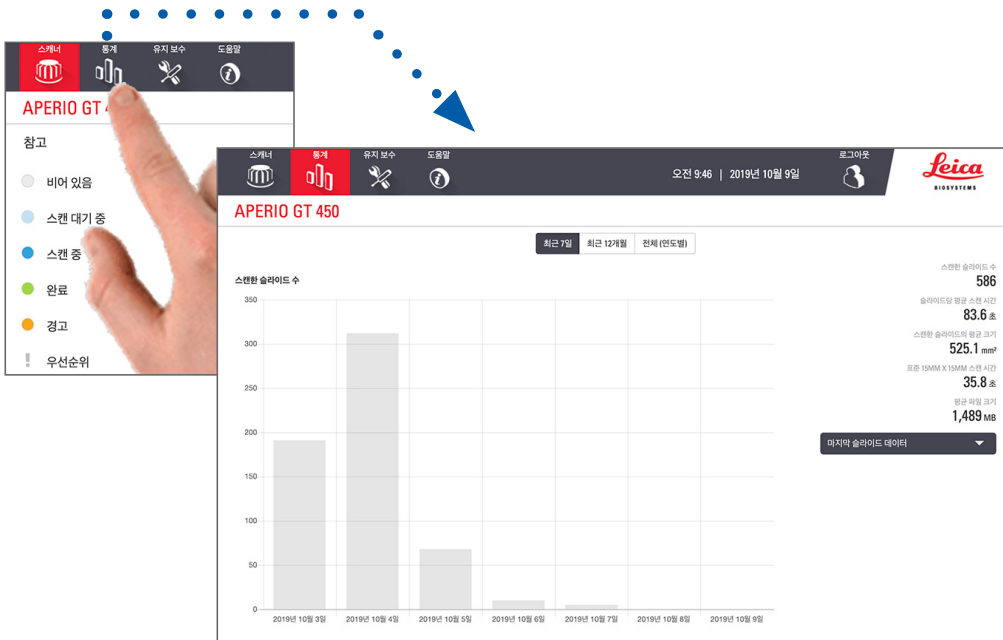 스캐너 통계 유지 보수 도움말
APERIO GT 4
참고
비어 있음
스캔 대기 중
스캔 중
완료
경고
! 우선순위
스캐너 통계 유지 보수 도움말
오전 9:46 | 2019년 10월 9일
로그아웃
Leica
BIOSYSTEMS
APERIO GT 450
최근 7일 최근 12개월 전체 (연도별)
스캔한 슬라이드 수
350
300
250
200
150
100
50
0
2019년 10월 3일 2019년 10월 4일 2019년 10월 5일 2019년 10월 6일 2019년 10월 7일 2019년 10월 8일 2019년 10월 9일
스캔한 슬라이드 수
586
슬라이드당 평균 스캔 시간
83.6 초
스캔한 슬라이드의 평균 크기
525.1 mm²
표준 15MM X 15MM 스캔 시간
35.8 초
평균 파일 크기
1,489 MB
마지막 슬라이드 데이터